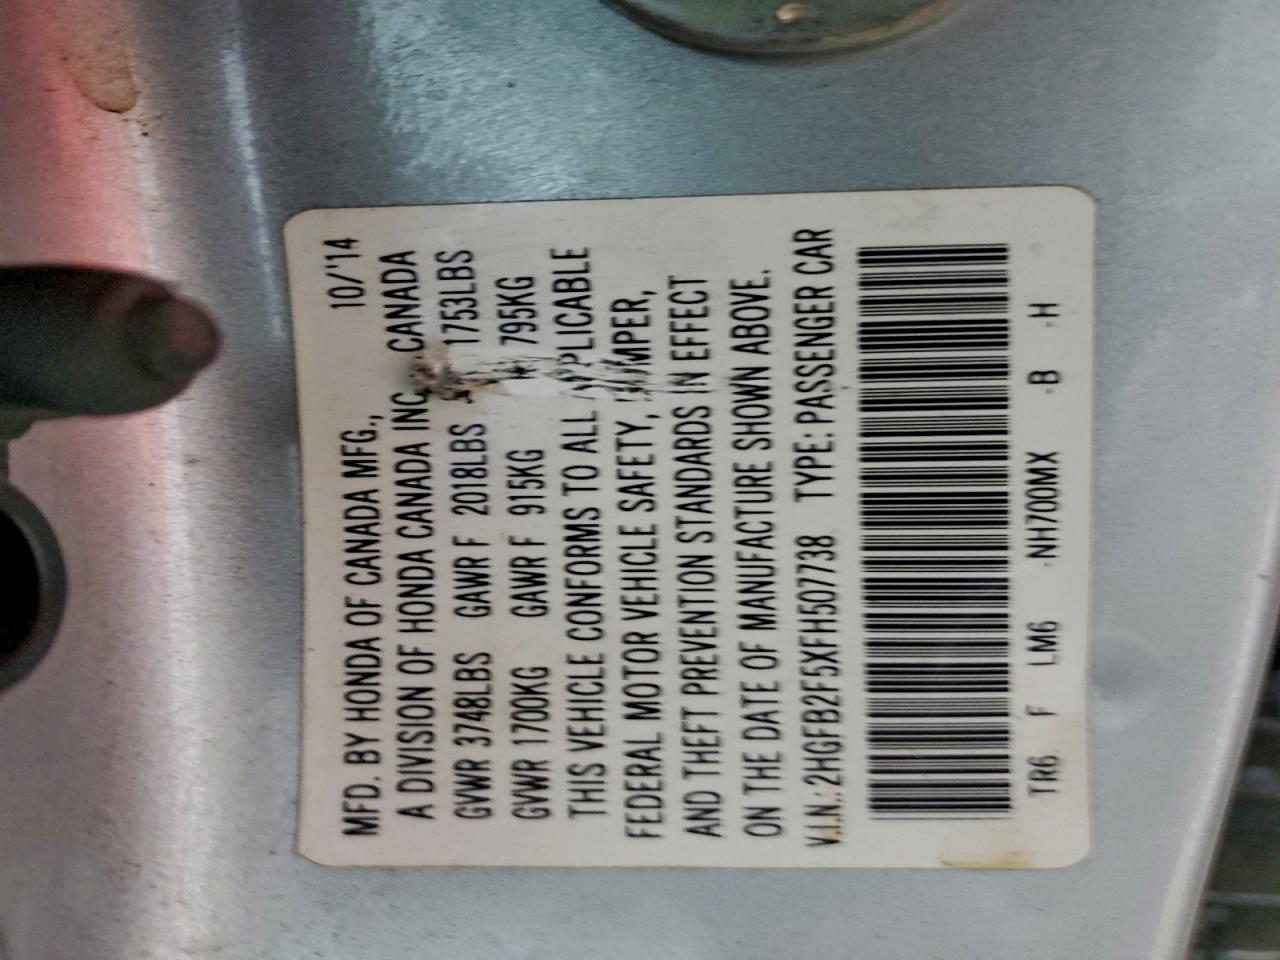 MFD. BY HONDA OF CANADA MFG., 10/'14
A DIVISION OF HONDA CANADA INC. CANADA
GVWR 3748LBS GAWR F 2018LBS 1753LBS
GVWR 1700KG GAWR F 915KG 795KG
THIS VEHICLE CONFORMS TO ALL APPLICABLE
FEDERAL MOTOR VEHICLE SAFETY, BUMPER,
AND THEFT PREVENTION STANDARDS IN EFFECT
ON THE DATE OF MANUFACTURE SHOWN ABOVE.
V.I.N.: 2HGFB2F5XFH507738 TYPE: PASSENGER CAR
TR6 F LM6 -NH700MX -B -H